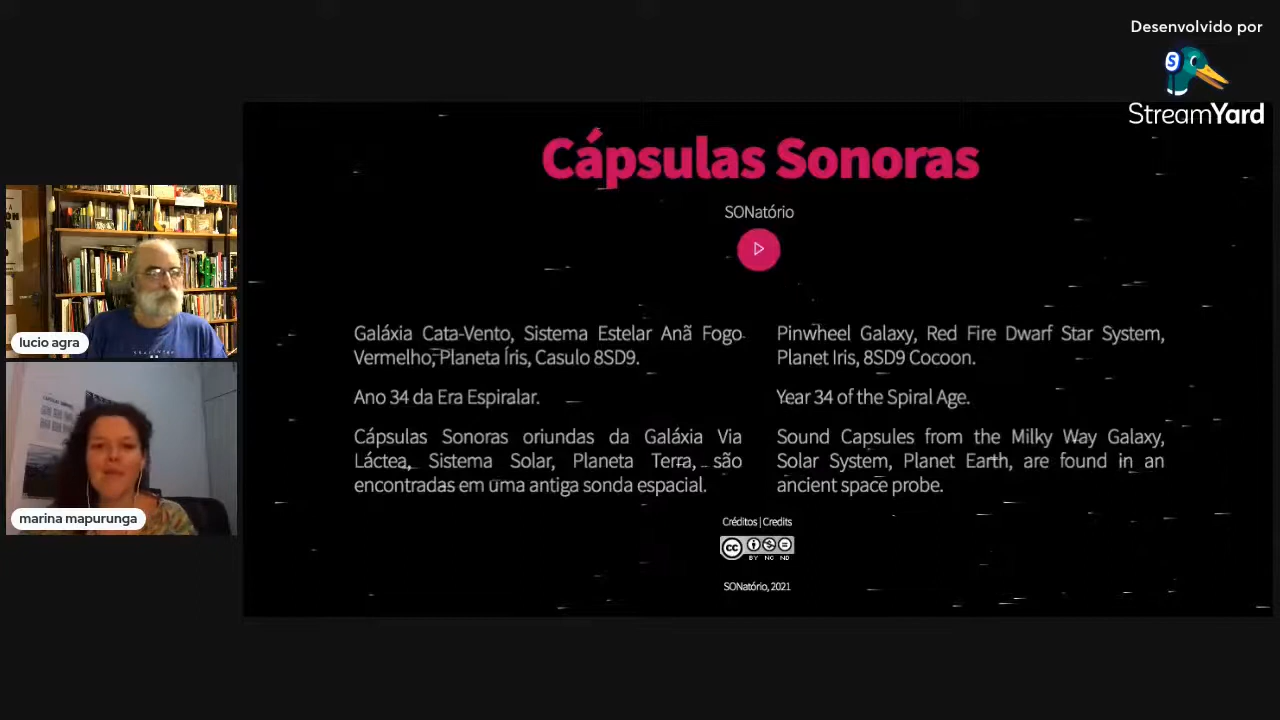 Desenvolvido por
StreamYard
Cápsulas Sonoras
SONatório
Galáxia Cata-Vento, Sistema Estelar Anã Fogo
Vermelho, Planeta Íris, Casulo 8SD9.
Ano 34 da Era Espiralar.
Cápsulas Sonoras oriundas da Galáxia Via
Láctea, Sistema Solar, Planeta Terra, são
encontradas em uma antiga sonda espacial.
Pinwheel Galaxy, Red Fire Dwarf Star System,
Planet Iris, 8SD9 Cocoon.
Year 34 of the Spiral Age.
Sound Capsules from the Milky Way Galaxy,
Solar System, Planet Earth, are found in an
ancient space probe.
Créditos | Credits
cc
BY NC ND
SONatório, 2021
lucio agra
marina mapurunga